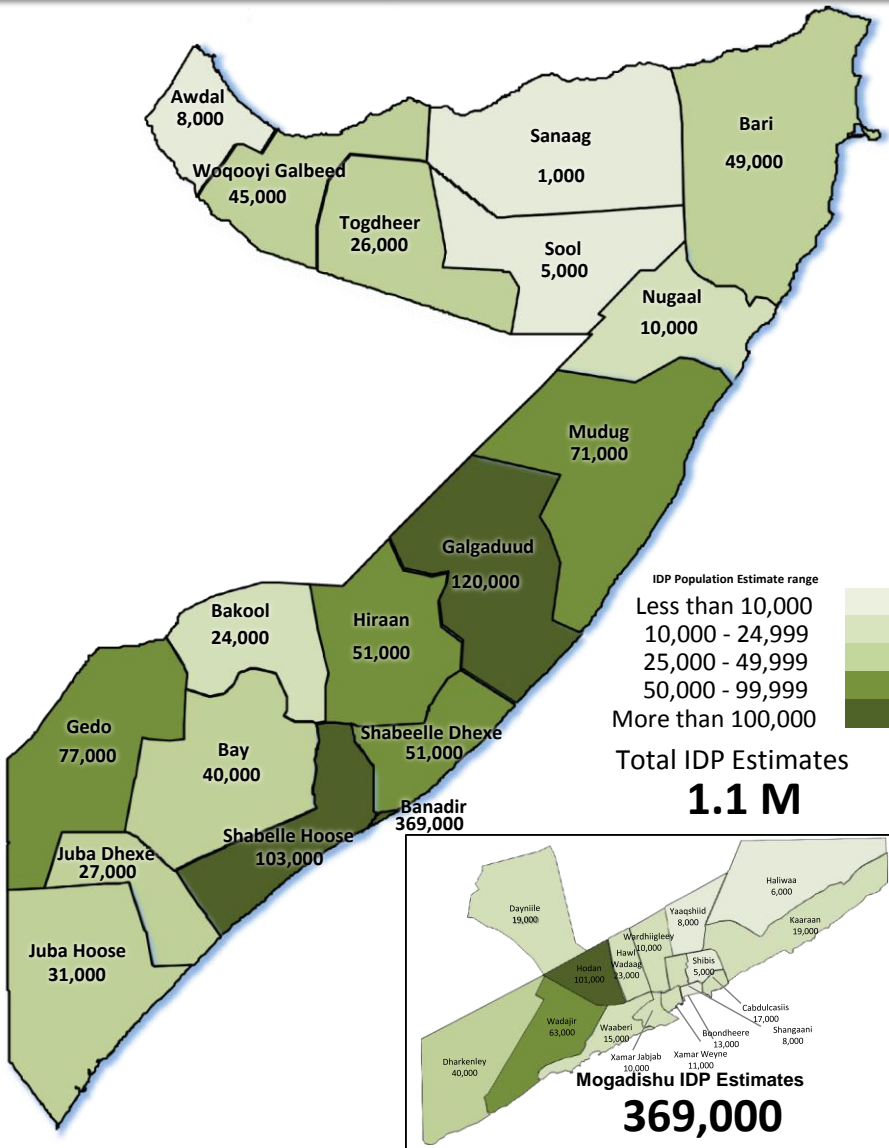 Awdal
8,000
Woqooyi Galbeed
45,000
Togdheer
26,000
Sanaag
1,000
Sool
5,000
Bari
49,000
Nugaal
10,000
Mudug
71,000
Galgaduud
120,000
Hiraan
51,000
Bakool
24,000
Gedo
77,000
Bay
40,000
Shabeelle Dhexe
51,000
Banadir
369,000
Shabelle Hoose
103,000
Juba Dhexe
27,000
Juba Hoose
31,000
IDP Population Estimate range
Less than 10,000
10,000 - 24,999
25,000 - 49,999
50,000 - 99,999
More than 100,000
Total IDP Estimates
1.1 M
Dayniile
19,000
Hodan
101,000
Hawl
Wadaag
23,000
Wardhiigleey
10,000
Yaaqshiid
8,000
Haliwaa
6,000
Kaaraan
19,000
Shibis
5,000
Cabdulcasiis
17,000
Shangaani
8,000
Boondheere
13,000
Xamar Weyne
11,000
Xamar Jabjab
10,000
Waaberi
15,000
Wadajir
63,000
Dharkenley
40,000
Mogadishu IDP Estimates
369,000